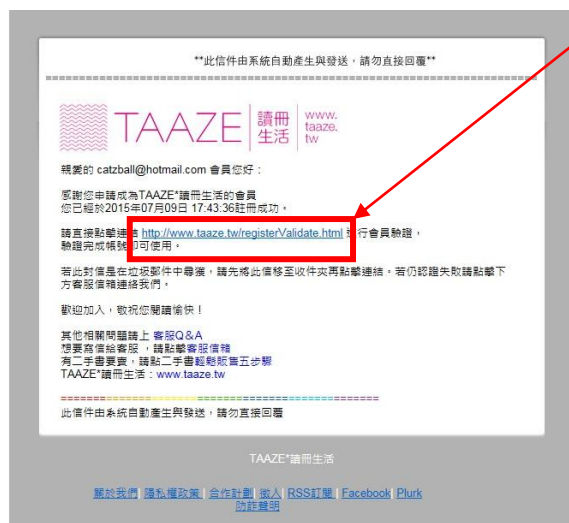 **此信件由系統自動產生與發送，請勿直接回覆**
TAAZE 讀冊生活 www.taaze.tw
親愛的 catzball@hotmail.com 會員您好：
感謝您申請成為TAAZE*讀冊生活的會員
您已經於2015年07月09日 17:43:36註冊成功。
請直接點擊連結 http://www.taaze.tw/registerValidate.html 進行會員驗證，
驗證完成帳號即可使用。
若此封信是在垃圾郵件中尋獲，請先將此信移至收件夾再點擊連結。若仍認證失敗請點擊下
方客服信箱連絡我們。
歡迎加入，敬祝您閱讀愉快！
其他相關問題請上 客服Q&A
想要寫信給客服 ，請點擊客服信箱
有二手書要賣，請點二手書輕鬆販售五步驟
TAAZE*讀冊生活：www.taaze.tw
此信件由系統自動產生與發送，請勿直接回覆
TAAZE*讀冊生活
關於我們| 隱私權政策 | 合作計劃| 徵人| RSS訂閱 | Facebook| Plurk
防詐聲明